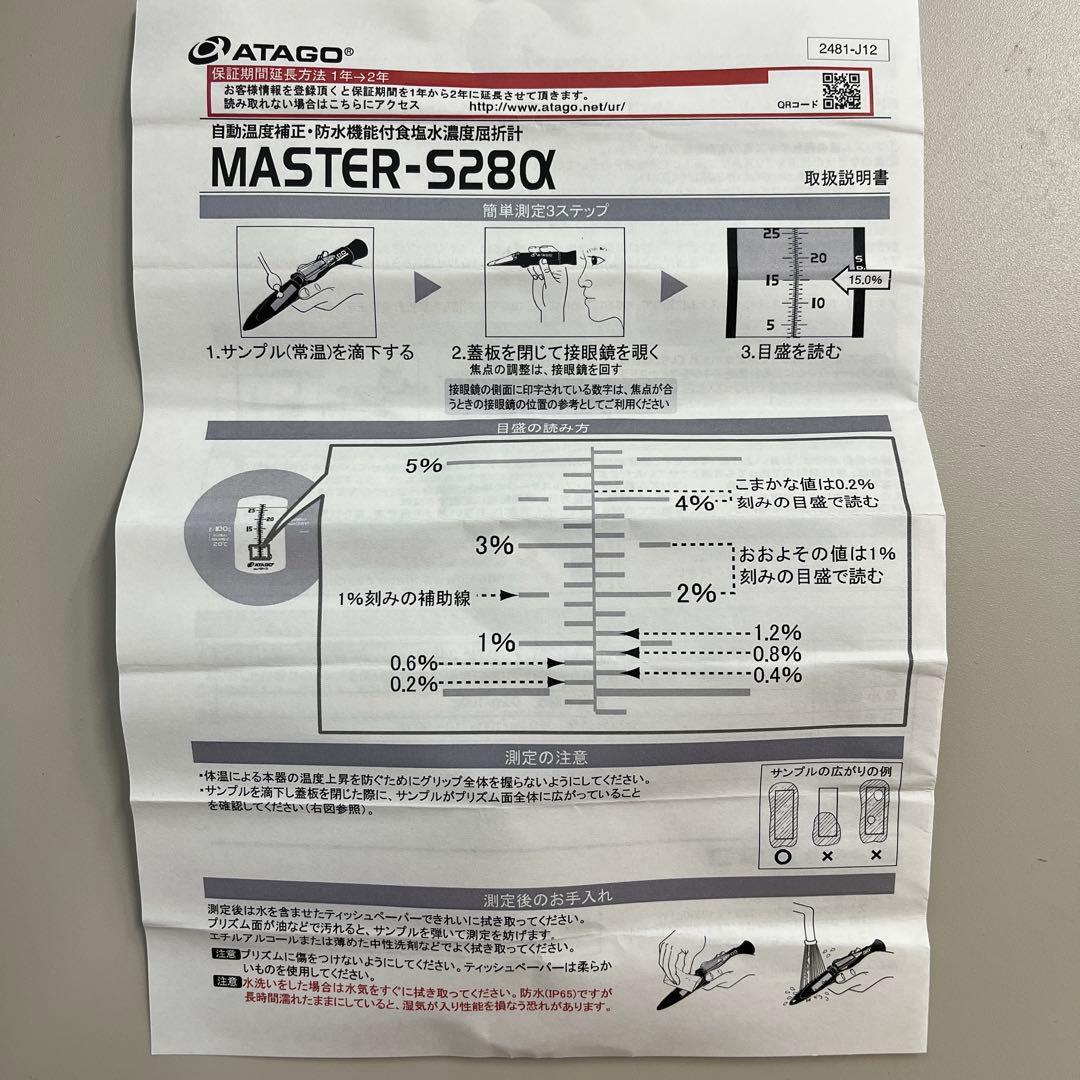 ATAGO®
2481-J12
保証期間延長方法 1年→2年
お客様情報を登録頂くと保証期間を1年から2年に延長させて頂きます。
読み取れない場合はこちらにアクセス http://www.atago.net/ur/
QRコード
自動温度補正・防水機能付食塩水濃度屈折計
MASTER-S28α
取扱説明書
簡単測定3ステップ
ATAGO
25
20
15
15.0%
10
5
1.サンプル(常温)を滴下する
2.蓋板を閉じて接眼鏡を覗く
焦点の調整は、接眼鏡を回す
3.目盛を読む
接眼鏡の側面に印字されている数字は、焦点が合
うときの接眼鏡の位置の参考としてご利用ください
目盛の読み方
5%
こまかな値は0.2%
4%
刻みの目盛で読む
25
20
15
20℃
ATAGO
3%
おおよその値は1%
刻みの目盛で読む
1%刻みの補助線
2%
1%
1.2%
0.6%
0.8%
0.2%
0.4%
測定の注意
・体温による本器の温度上昇を防ぐためにグリップ全体を握らないようにしてください。
・サンプルを滴下し蓋板を閉じた際に、サンプルがプリズム面全体に広がっていること
を確認してください(右図参照)。
サンプルの広がりの例
○ × ×
測定後のお手入れ
測定後は水を含ませたティッシュペーパーできれいに拭き取ってください。
プリズム面が油などで汚れると、サンプルを弾いて測定を妨げます。
エチルアルコールまたは薄めた中性洗剤などでよく拭き取ってください。
注意 プリズムに傷をつけないようにしてください。ティッシュペーパーは柔らか
いものを使用してください。
注意 水洗いをした場合は水気をすぐに拭き取ってください。防水(IP65)ですが
長時間濡れたままにしていると、湿気が入り性能を損なう恐れがあります。